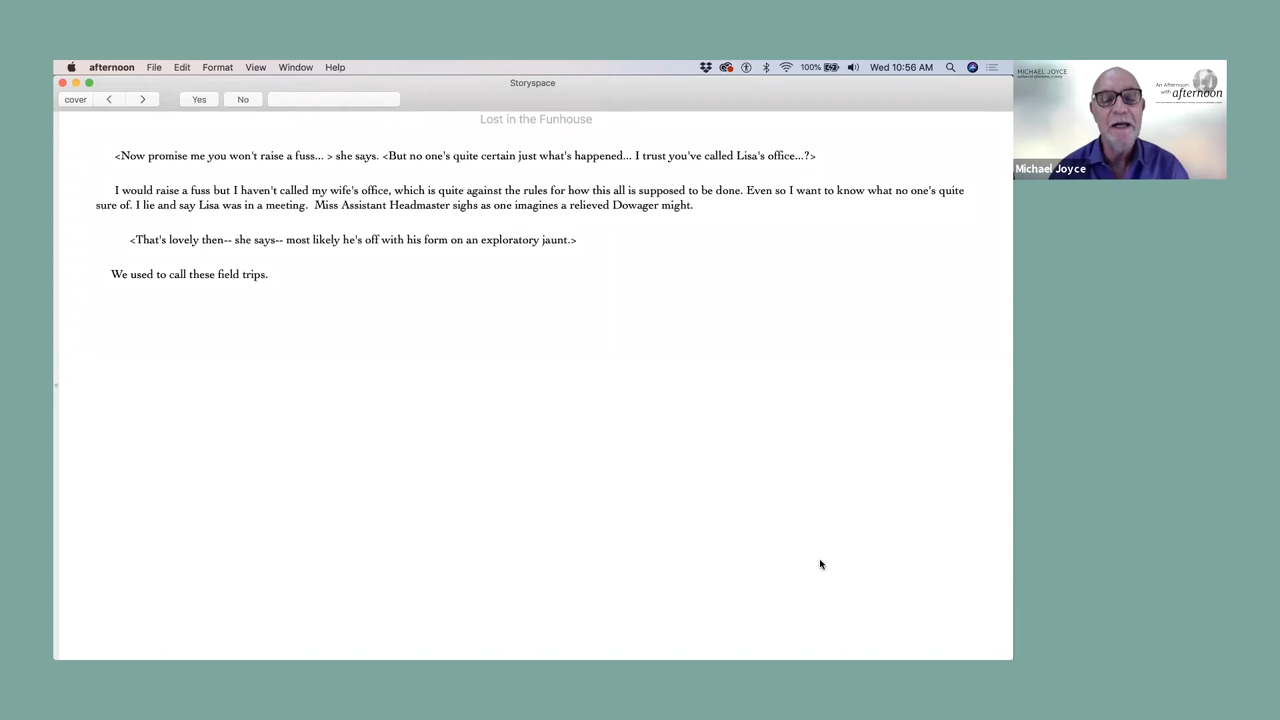 afternoon File Edit Format View Window Help 100% Wed 10:56 AM
Storyspace
cover Yes No
Lost in the Funhouse
<Now promise me you won't raise a fuss... > she says. <But no one's quite certain just what's happened... I trust you've called Lisa's office...?>
I would raise a fuss but I haven't called my wife's office, which is quite against the rules for how this all is supposed to be done. Even so I want to know what no one's quite
sure of. I lie and say Lisa was in a meeting. Miss Assistant Headmaster sighs as one imagines a relieved Dowager might.
<That's lovely then-- she says-- most likely he's off with his form on an exploratory jaunt.>
We used to call these field trips.
MICHAEL JOYCE
An Afternoon
with afternoon
Michael Joyce